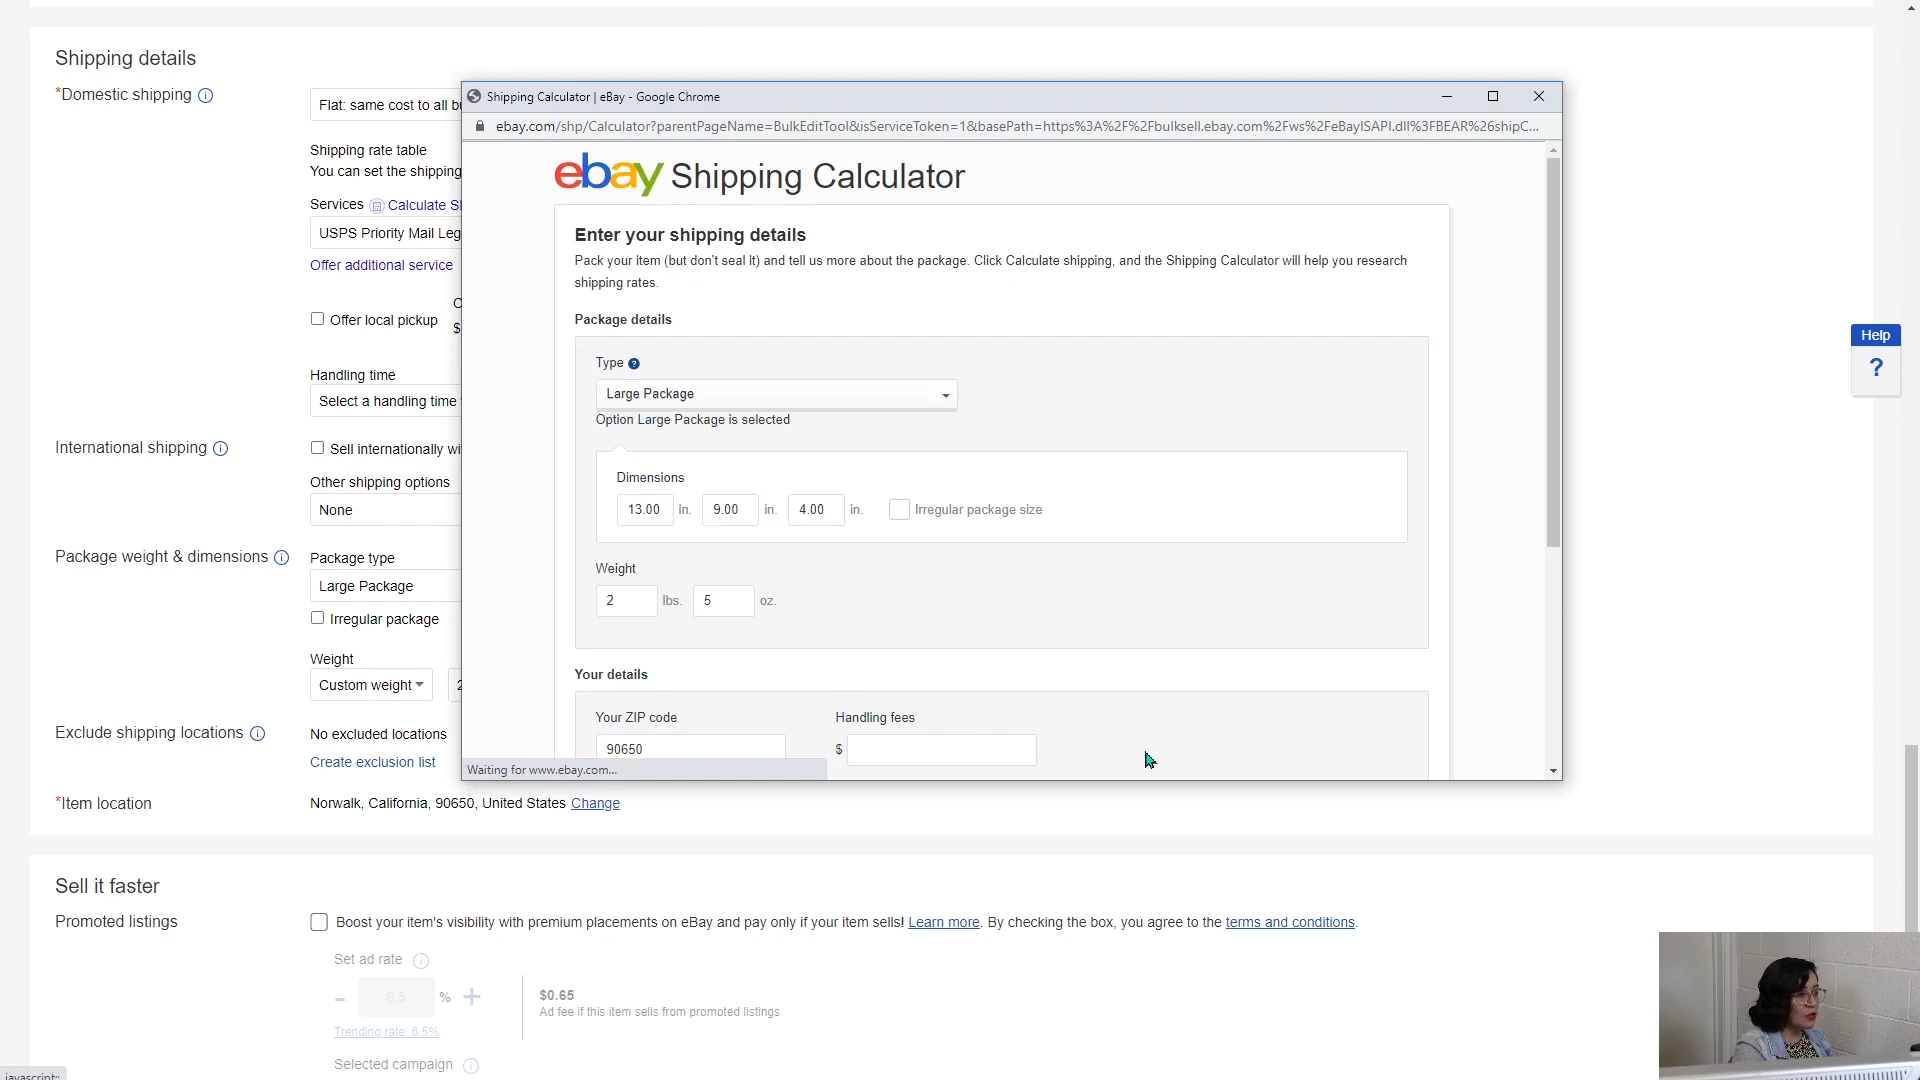 Shipping details
*Domestic shipping
Flat: same cost to all bu
Shipping rate table
You can set the shipping
Services Calculate Sh
USPS Priority Mail Leg
Offer additional service
Offer local pickup
$
Handling time
Select a handling time
International shipping
Sell internationally wi
Other shipping options
None
Package weight & dimensions
Package type
Large Package
Irregular package
Weight
Custom weight
2
Exclude shipping locations
No excluded locations
Create exclusion list
*Item location
Norwalk, California, 90650, United States Change
Shipping Calculator | eBay - Google Chrome
ebay.com/shp/Calculator?parentPageName=BulkEditTool&isServiceToken=1&basePath=https%3A%2F%2Fbulksell.ebay.com%2Fws%2FeBayISAPI.dll%3FBEAR%26shipC...
ebay Shipping Calculator
Enter your shipping details
Pack your item (but don't seal it) and tell us more about the package. Click Calculate shipping, and the Shipping Calculator will help you research
shipping rates.
Package details
Type ?
Large Package
Option Large Package is selected
Dimensions
13.00 in. 9.00 in. 4.00 in. Irregular package size
Weight
2 lbs. 5 oz.
Your details
Your ZIP code Handling fees
90650 $
Waiting for www.ebay.com...
Help
?
Sell it faster
Promoted listings
Boost your item's visibility with premium placements on eBay and pay only if your item sells! Learn more. By checking the box, you agree to the terms and conditions.
Set ad rate
- 6.5 % +
$0.65
Ad fee if this item sells from promoted listings
Trending rate: 6.5%
Selected campaign
javascript:;